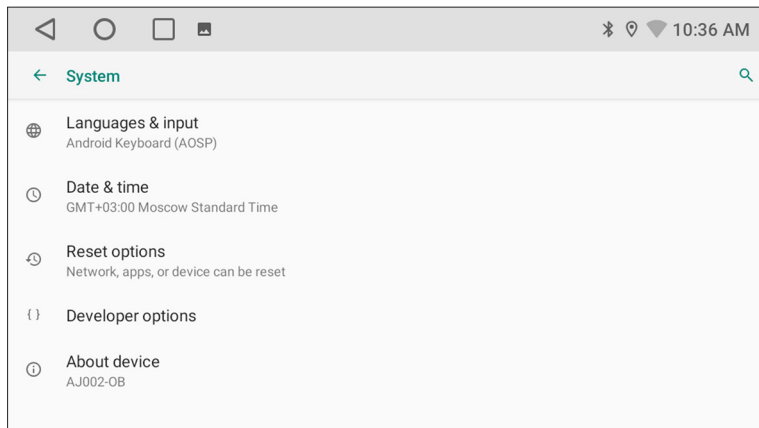 10:36 AM
System
Languages & input
Android Keyboard (AOSP)
Date & time
GMT+03:00 Moscow Standard Time
Reset options
Network, apps, or device can be reset
{ }
Developer options
About device
AJ002-OB